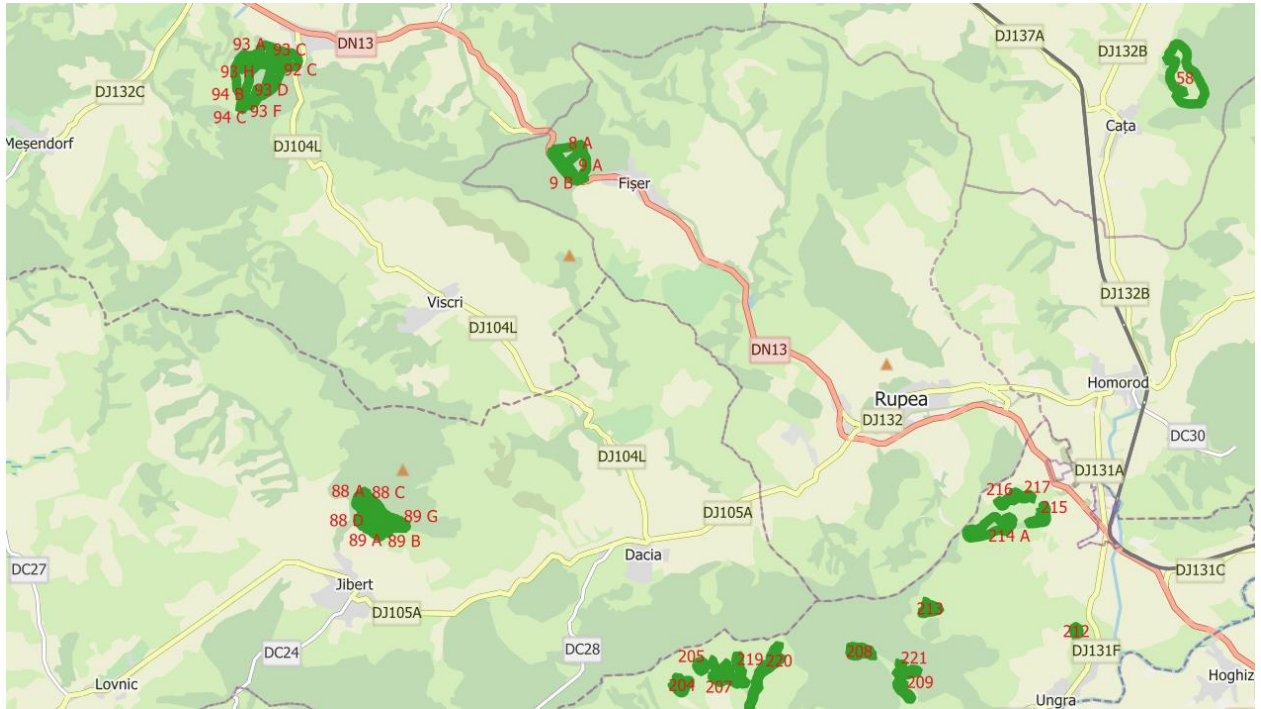 93 A
93 C
DN13
DJ137A
DJ132B
93 H
92 C
58
DJ132C
94 B
93 D
94 C
93 F
Cața
Meșendorf
DJ104L
8 A
9 A
9 B
Fișer
Viscri
DJ104L
DJ132B
DN13
Homorod
Rupea
DJ132
DC30
DJ104L
DJ131A
88 A
88 C
216
217
88 D
89 G
DJ105A
215
89 A
89 B
214 A
Dacia
DC27
DJ131C
Jibert
DJ105A
213
212
DC24
DC28
DJ131F
205
219
220
208
221
204
207
209
Lovnic
Ungra
Hoghiz